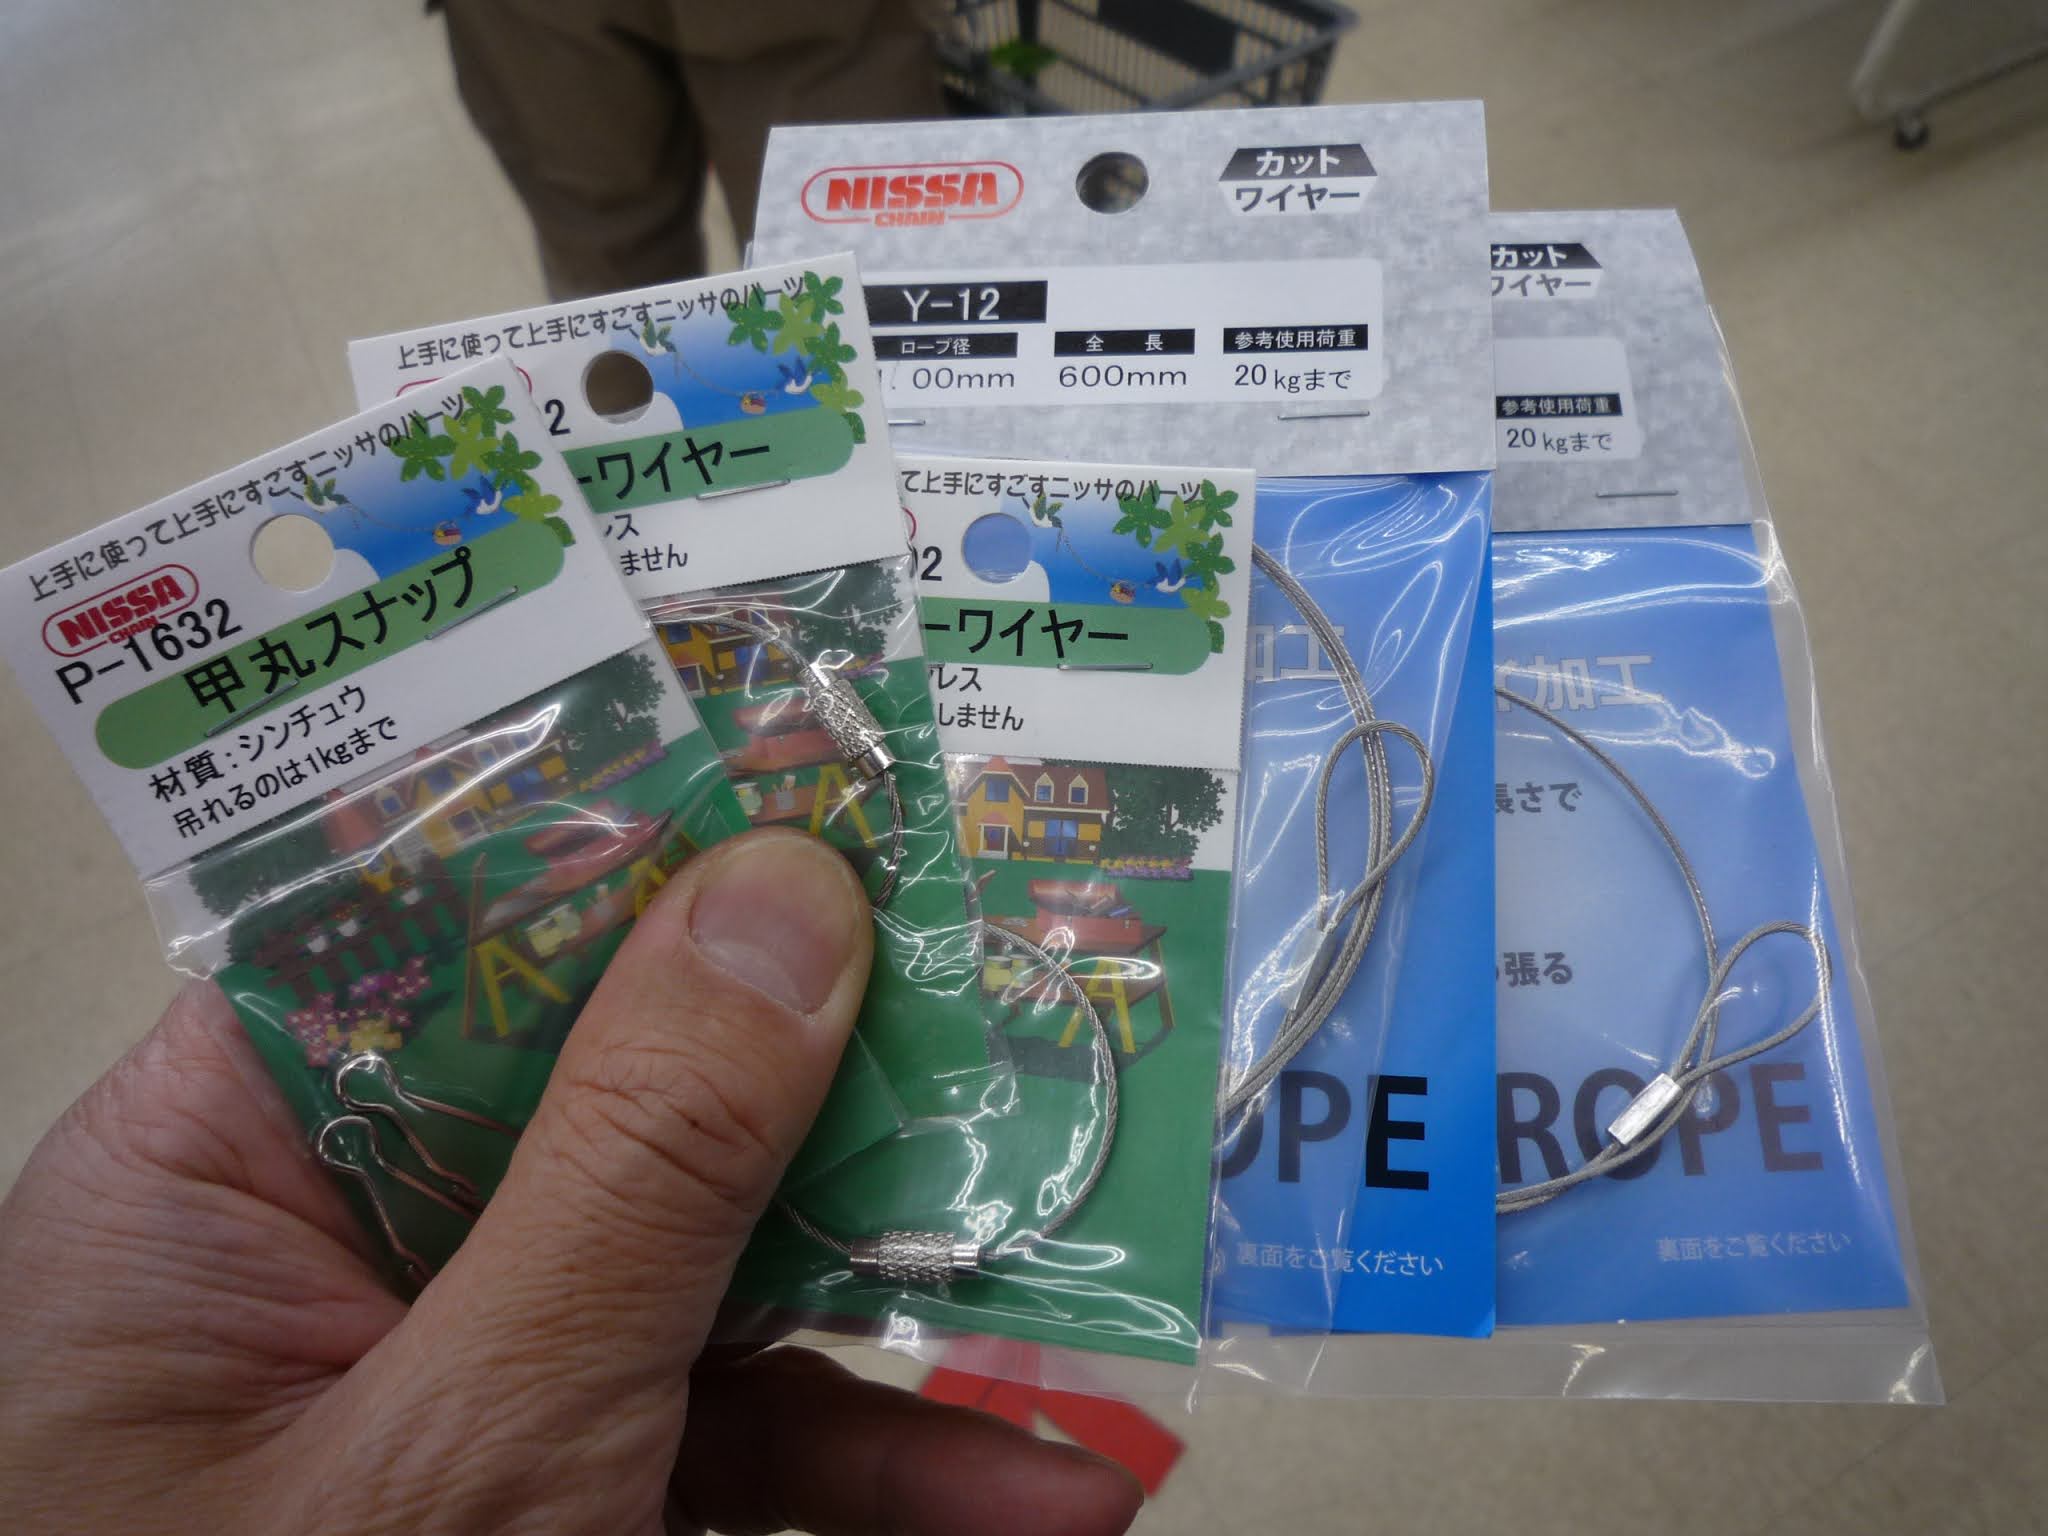 上手に使って上手にすごすニッサのパーツ
NISSA
CHAIN
P-1632
甲丸スナップ
材質:シンチュウ
吊れるのは1kgまで
上手に使って上手にすごすニッサのパーツ
2
ーワイヤー
レス
ません
て上手にすごすニッサのパーツ
02
ーワイヤー
レス
しません
NISSA
CHAIN
カット
ワイヤー
Y-12
ロープ径
全 長
参考使用荷重
1.00mm
600mm
20kgまで
加工
OPE
裏面をご覧ください
カット
ワイヤー
参考使用荷重
20kgまで
加工
長さで
張る
ROPE
裏面をご覧ください